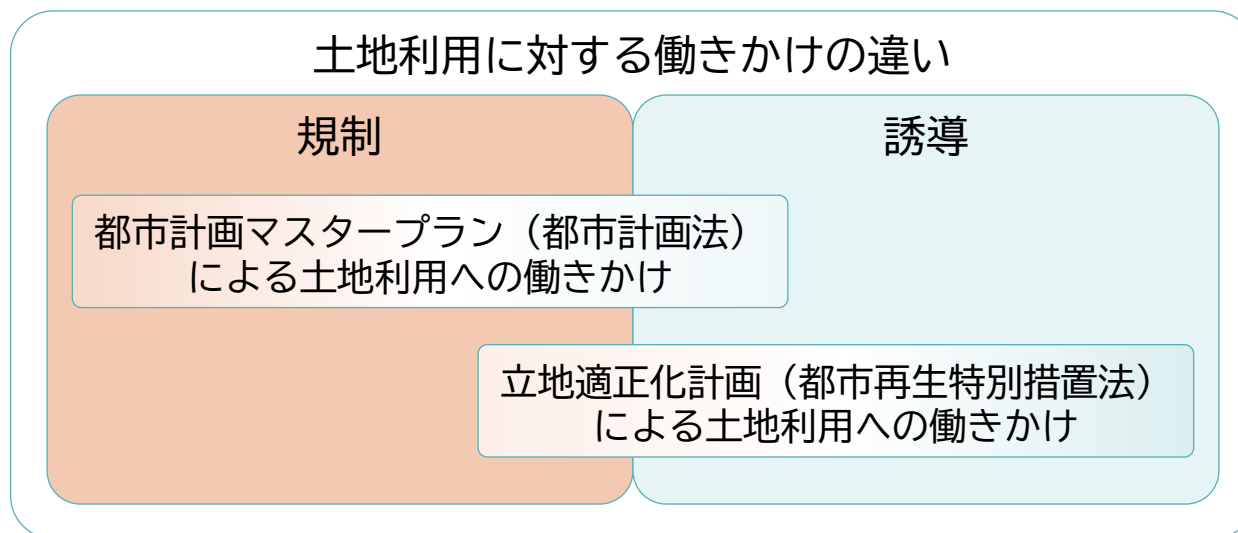 土地利用に対する働きかけの違い
規制
誘導
都市計画マスタープラン（都市計画法）
による土地利用への働きかけ
立地適正化計画（都市再生特別措置法）
による土地利用への働きかけ